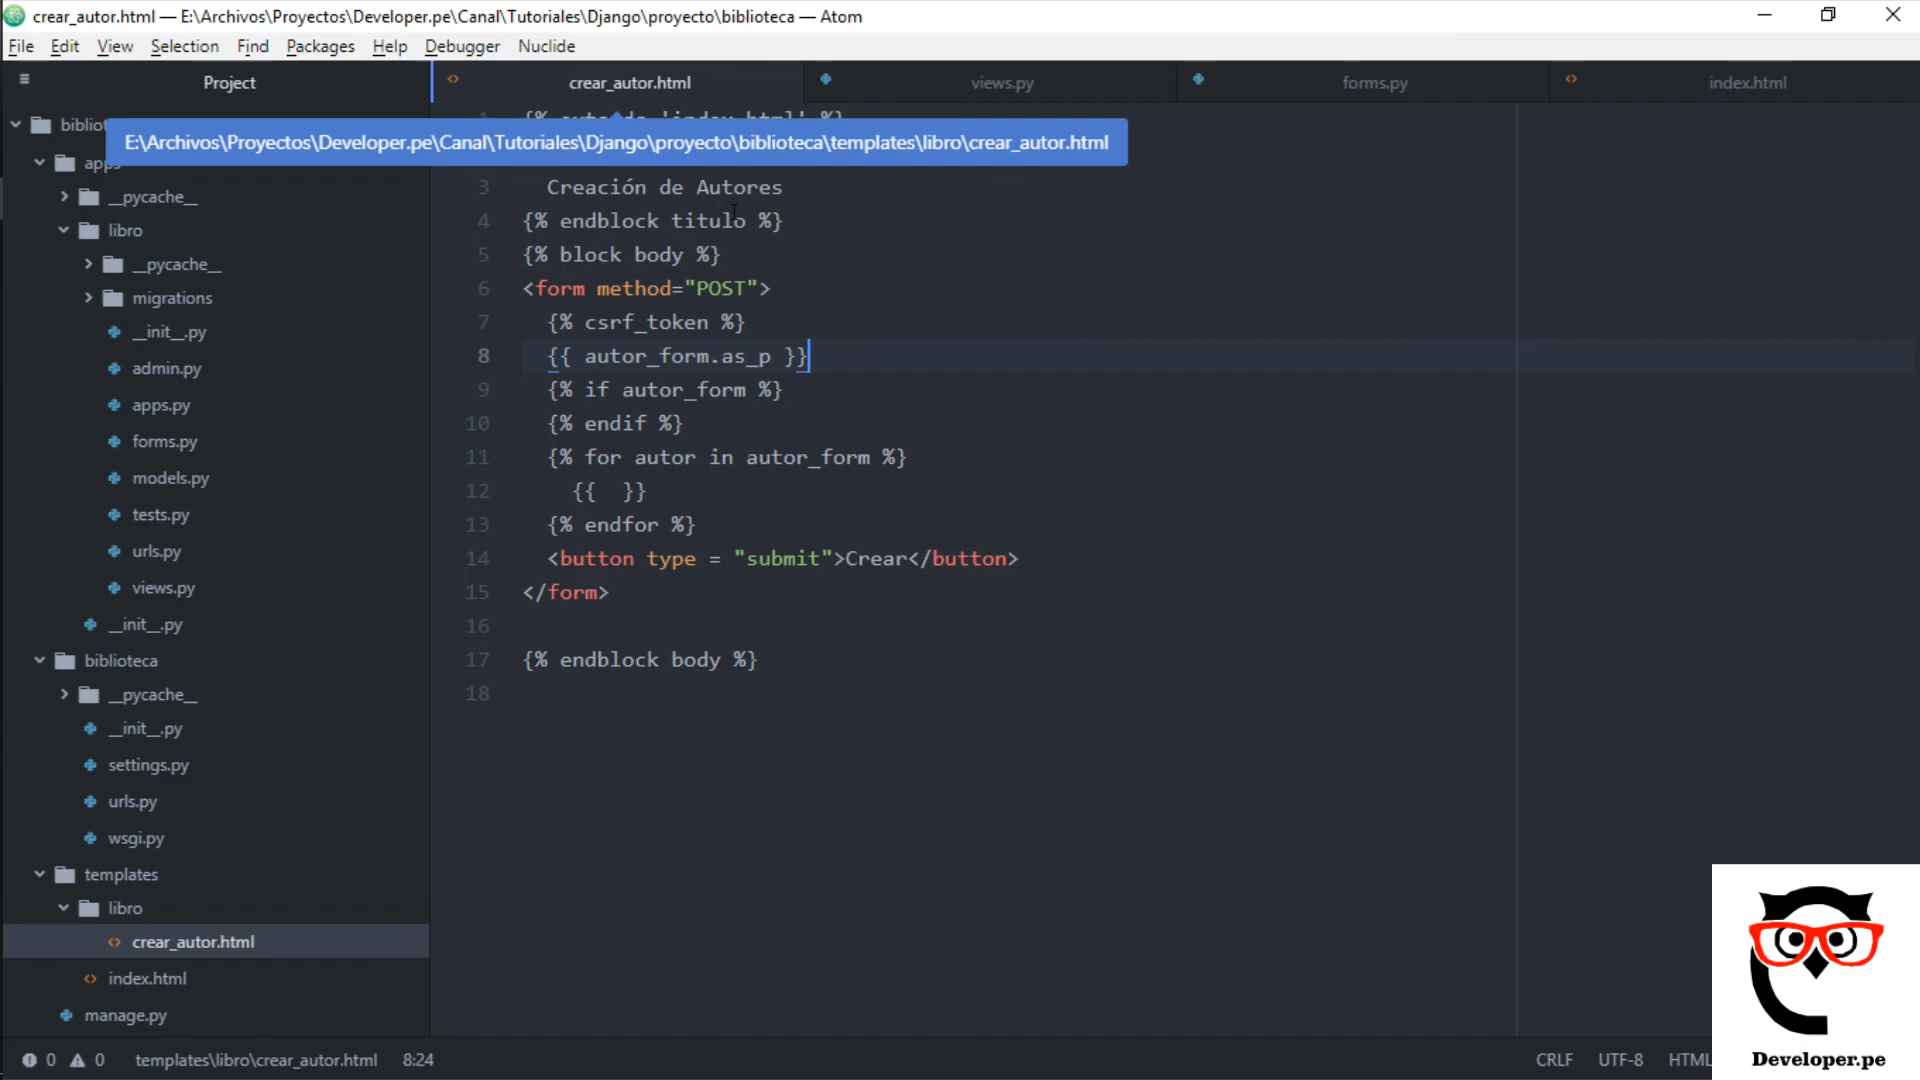 crear_autor.html — E:\Archivos\Proyectos\Developer.pe\Canal\Tutoriales\Django\proyecto\biblioteca — Atom
File Edit View Selection Find Packages Help Debugger Nuclide
Project
crear_autor.html
views.py
forms.py
index.html
E:\Archivos\Proyectos\Developer.pe\Canal\Tutoriales\Django\proyecto\biblioteca\templates\libro\crear_autor.html
__pycache__
libro
__pycache__
migrations
__init__.py
admin.py
apps.py
forms.py
models.py
tests.py
urls.py
views.py
__init__.py
biblioteca
__pycache__
__init__.py
settings.py
urls.py
wsgi.py
templates
libro
crear_autor.html
index.html
manage.py
3 Creación de Autores
4 {% endblock titulo %}
5 {% block body %}
6 <form method="POST">
7 {% csrf_token %}
8 {{ autor_form.as_p }}
9 {% if autor_form %}
10 {% endif %}
11 {% for autor in autor_form %}
12 {{  }}
13 {% endfor %}
14 <button type = "submit">Crear</button>
15 </form>
16
17 {% endblock body %}
18
0 0 templates\libro\crear_autor.html 8:24
CRLF UTF-8 HTML
Developer.pe